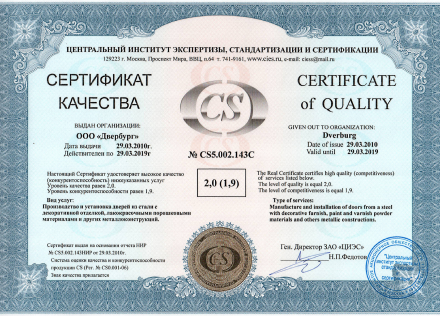 ЦЕНТРАЛЬНЫЙ ИНСТИТУТ ЭКСПЕРТИЗЫ, СТАНДАРТИЗАЦИИ И СЕРТИФИКАЦИИ
129223 г. Москва, Проспект Мира, ВВЦ, п.64 т. 741-9161, www.cies.ru, e-mail: ciess@mail.ru
СЕРТИФИКАТ
КАЧЕСТВА
ВЫДАН ОРГАНИЗАЦИИ:
ООО «Двербург»
Дата выдачи 29.03.2010г.
Действителен по 29.03.2019г
CS
№ CS5.002.143С
CERTIFICATE
of QUALITY
GIVEN OUT TO ORGANIZATION:
Dverburg
Date of issue 29.03.2010
Valid until 29.03.2019
Настоящий Сертификат удостоверяет высокое качество
(конкурентоспособность) нижеуказанных услуг
Уровень качества равен 2,0.
Уровень конкурентоспособности равен 1,9.
2,0 (1,9)
The Real Certificate certifies high quality (competitiveness)
of services listed below.
The level of quality is equal 2,0.
The level of competitiveness is equal 1,9.
Вид услуг:
Производство и установка дверей из стали с
декоративной отделкой, лакокрасочными порошковыми
материалами и других металлоконструкций.
Type of services:
Manufacture and installation of doors from a steel
with decorative furnish, paint and varnish powder
materials and others metallic constructions.
Сертификат выдан на основании отчета НИР
№ CS5.002.143НИР от 29.03.2010г.
Система оценки качества и конкурентоспособности
продукции CS (Рег. № CS0.001-06)
Знак качества прилагается
CS
Ген. Директор ЗАО «ЦИЭС»
Н.П.Федотов
"Центральный